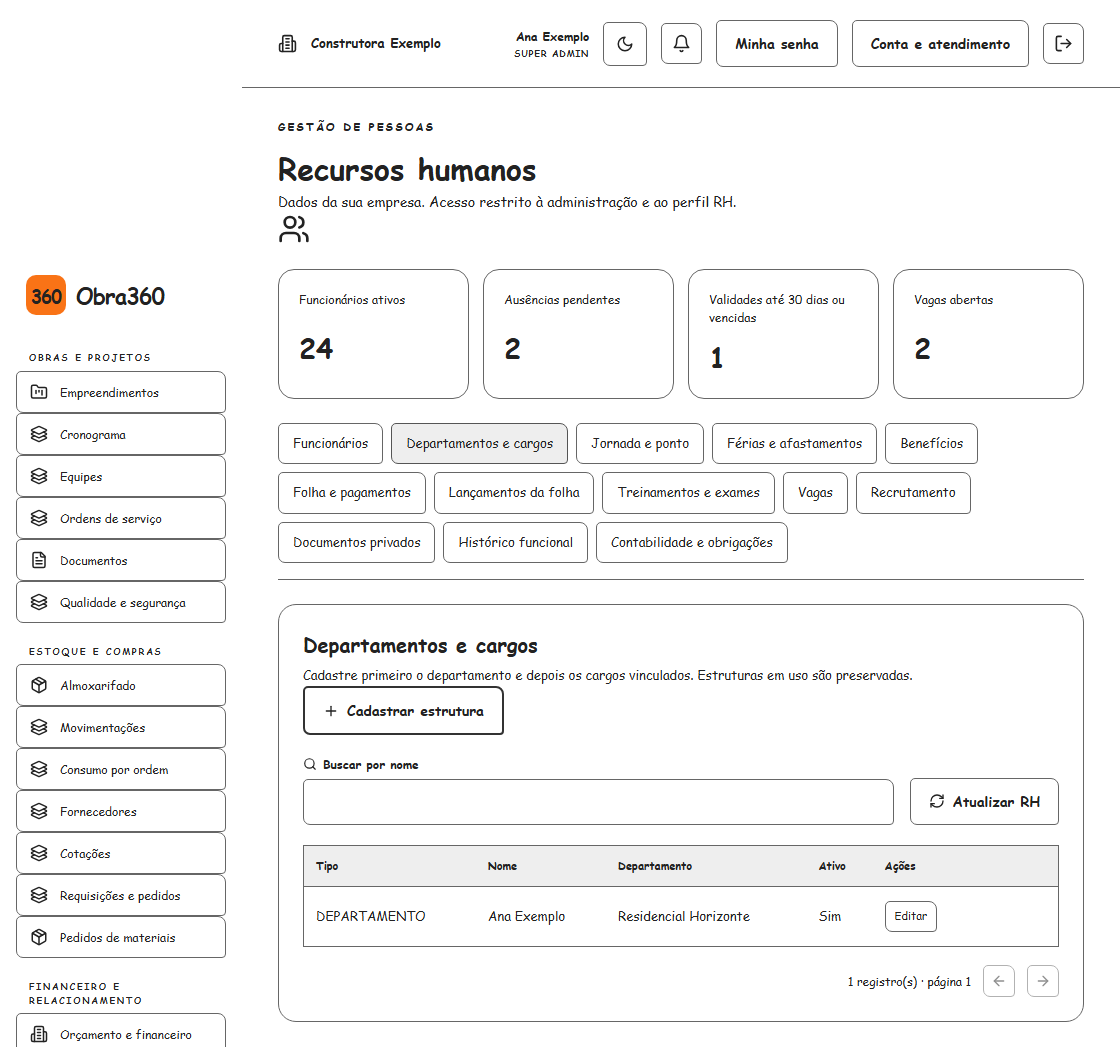 Construtora Exemplo
Ana Exemplo
SUPER ADMIN
Minha senha
Conta e atendimento
GESTÃO DE PESSOAS
Recursos humanos
Dados da sua empresa. Acesso restrito à administração e ao perfil RH.
360 Obra360
OBRAS E PROJETOS
Empreendimentos
Cronograma
Equipes
Ordens de serviço
Documentos
Qualidade e segurança
ESTOQUE E COMPRAS
Almoxarifado
Movimentações
Consumo por ordem
Fornecedores
Cotações
Requisições e pedidos
Pedidos de materiais
FINANCEIRO E
RELACIONAMENTO
Orçamento e financeiro
Funcionários ativos
24
Ausências pendentes
2
Validades até 30 dias ou
vencidas
1
Vagas abertas
2
Funcionários Departamentos e cargos Jornada e ponto Férias e afastamentos Benefícios
Folha e pagamentos Lançamentos da folha Treinamentos e exames Vagas Recrutamento
Documentos privados Histórico funcional Contabilidade e obrigações
Departamentos e cargos
Cadastre primeiro o departamento e depois os cargos vinculados. Estruturas em uso são preservadas.
+ Cadastrar estrutura
Buscar por nome
Atualizar RH
Tipo Nome Departamento Ativo Ações
DEPARTAMENTO Ana Exemplo Residencial Horizonte Sim Editar
1 registro(s) · página 1